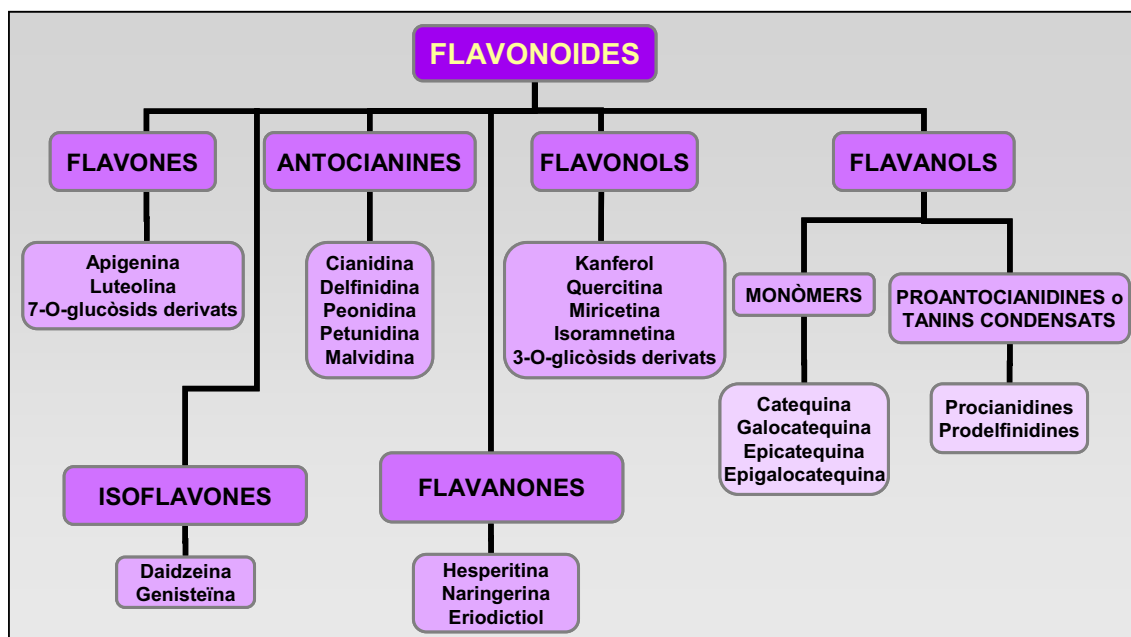 FLAVONOIDES
FLAVONES
ANTOCIANINES
FLAVONOLS
FLAVANOLS
Apigenina
Luteolina
7-O-glucòsids derivats
Cianidina
Delfinidina
Peonidina
Petunidina
Malvidina
Kanferol
Quercitina
Miricetina
Isoramnetina
3-O-glicòsids derivats
MONÒMERS
PROANTOCIANIDINES o
TANINS CONDENSATS
Catequina
Galocatequina
Epicatequina
Epigalocatequina
Procianidines
Prodelfinidines
ISOFLAVONES
FLAVANONES
Daidzeina
Genisteïna
Hesperitina
Naringerina
Eriodictiol